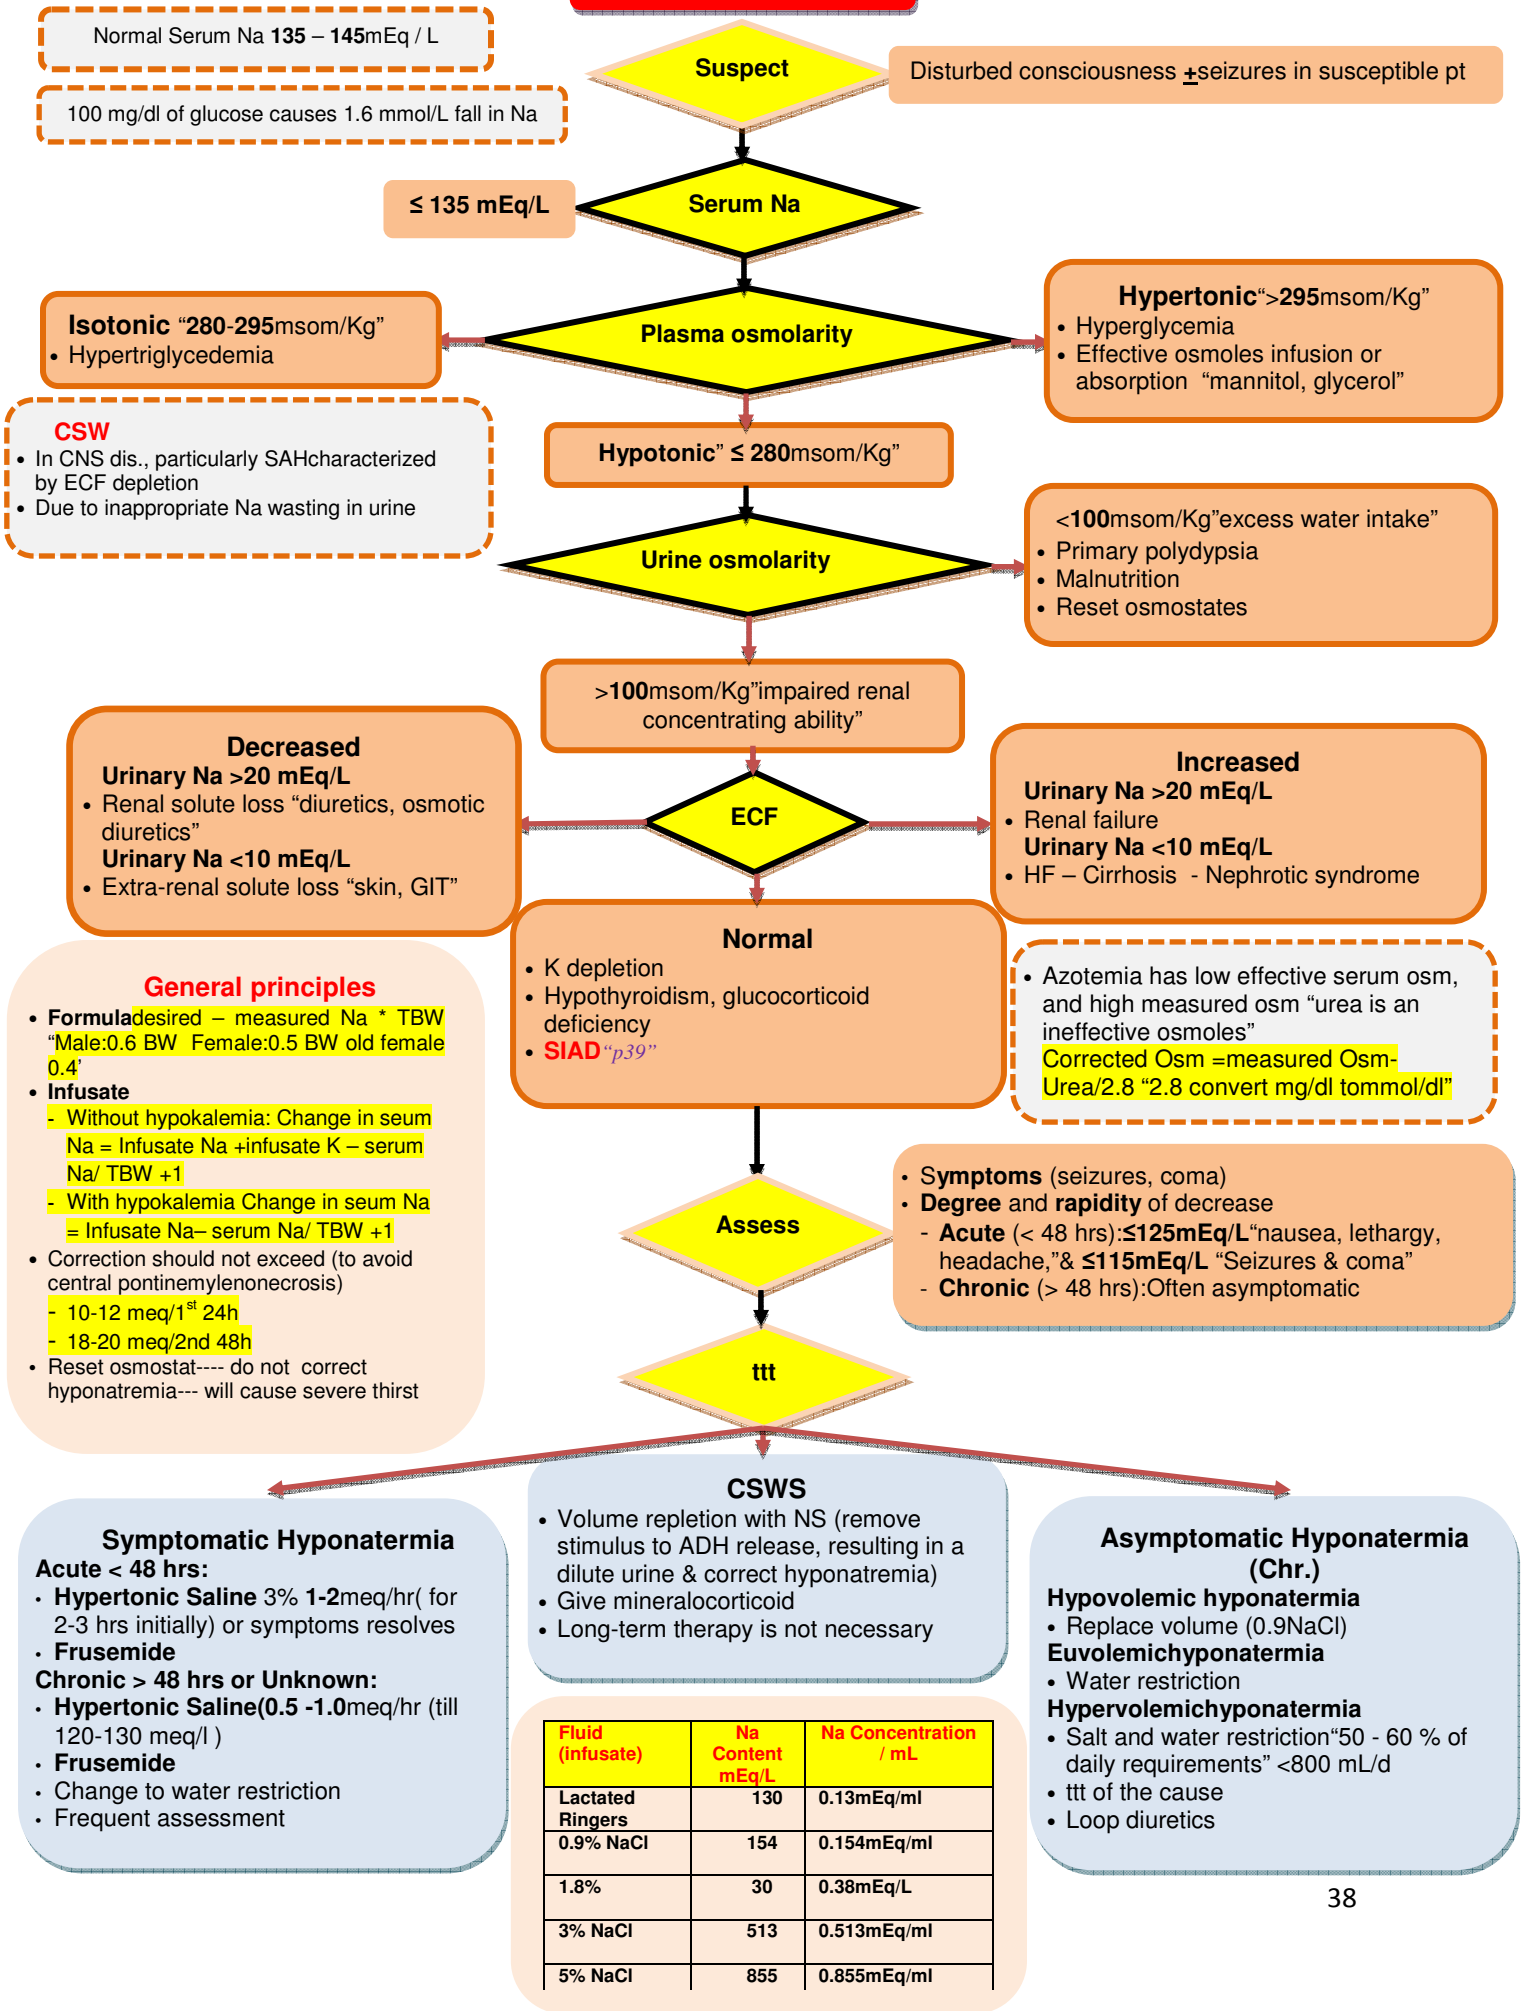 Normal Serum Na 135 – 145mEq / L
100 mg/dl of glucose causes 1.6 mmol/L fall in Na
Suspect
Disturbed consciousness +seizures in susceptible pt
≤ 135 mEq/L
Serum Na
Isotonic “280-295msom/Kg”
• Hypertriglycedemia
Plasma osmolarity
Hypertonic“>295msom/Kg”
• Hyperglycemia
• Effective osmoles infusion or
absorption “mannitol, glycerol”
CSW
• In CNS dis., particularly SAHcharacterized
by ECF depletion
• Due to inappropriate Na wasting in urine
Hypotonic” ≤ 280msom/Kg”
Urine osmolarity
<100msom/Kg”excess water intake”
• Primary polydypsia
• Malnutrition
• Reset osmostates
>100msom/Kg”impaired renal
concentrating ability”
Decreased
Urinary Na >20 mEq/L
• Renal solute loss “diuretics, osmotic
diuretics”
Urinary Na <10 mEq/L
• Extra-renal solute loss “skin, GIT”
ECF
Increased
Urinary Na >20 mEq/L
• Renal failure
Urinary Na <10 mEq/L
• HF – Cirrhosis - Nephrotic syndrome
Normal
• K depletion
• Hypothyroidism, glucocorticoid
deficiency
• SIAD“p39”
General principles
• Formuladesired – measured Na * TBW
“Male:0.6 BW Female:0.5 BW old female
0.4’
• Infusate
- Without hypokalemia: Change in seum
Na = Infusate Na +infusate K – serum
Na/ TBW +1
- With hypokalemia Change in seum Na
= Infusate Na– serum Na/ TBW +1
• Correction should not exceed (to avoid
central pontinemylenonecrosis)
- 10-12 meq/1st 24h
- 18-20 meq/2nd 48h
• Reset osmostat---- do not correct
hyponatremia--- will cause severe thirst
• Azotemia has low effective serum osm,
and high measured osm “urea is an
ineffective osmoles”
Corrected Osm =measured Osm-
Urea/2.8 “2.8 convert mg/dl tommol/dl”
Assess
• Symptoms (seizures, coma)
• Degree and rapidity of decrease
- Acute (< 48 hrs):≤125mEq/L“nausea, lethargy,
headache,”& ≤115mEq/L “Seizures & coma”
- Chronic (> 48 hrs):Often asymptomatic
ttt
Symptomatic Hyponatermia
Acute < 48 hrs:
• Hypertonic Saline 3% 1-2meq/hr( for
2-3 hrs initially) or symptoms resolves
• Frusemide
Chronic > 48 hrs or Unknown:
• Hypertonic Saline(0.5 -1.0meq/hr (till
120-130 meq/l )
• Frusemide
• Change to water restriction
• Frequent assessment
CSWS
• Volume repletion with NS (remove
stimulus to ADH release, resulting in a
dilute urine & correct hyponatremia)
• Give mineralocorticoid
• Long-term therapy is not necessary
Asymptomatic Hyponatermia
(Chr.)
Hypovolemic hyponatermia
• Replace volume (0.9NaCl)
Euvolemichyponatermia
• Water restriction
Hypervolemichyponatermia
• Salt and water restriction“50 - 60 % of
daily requirements” <800 mL/d
• ttt of the cause
• Loop diuretics
Fluid (infusate) Na Content mEq/L Na Concentration / mL
Lactated Ringers 130 0.13mEq/ml
0.9% NaCl 154 0.154mEq/ml
1.8% 30 0.38mEq/L
3% NaCl 513 0.513mEq/ml
5% NaCl 855 0.855mEq/ml
38